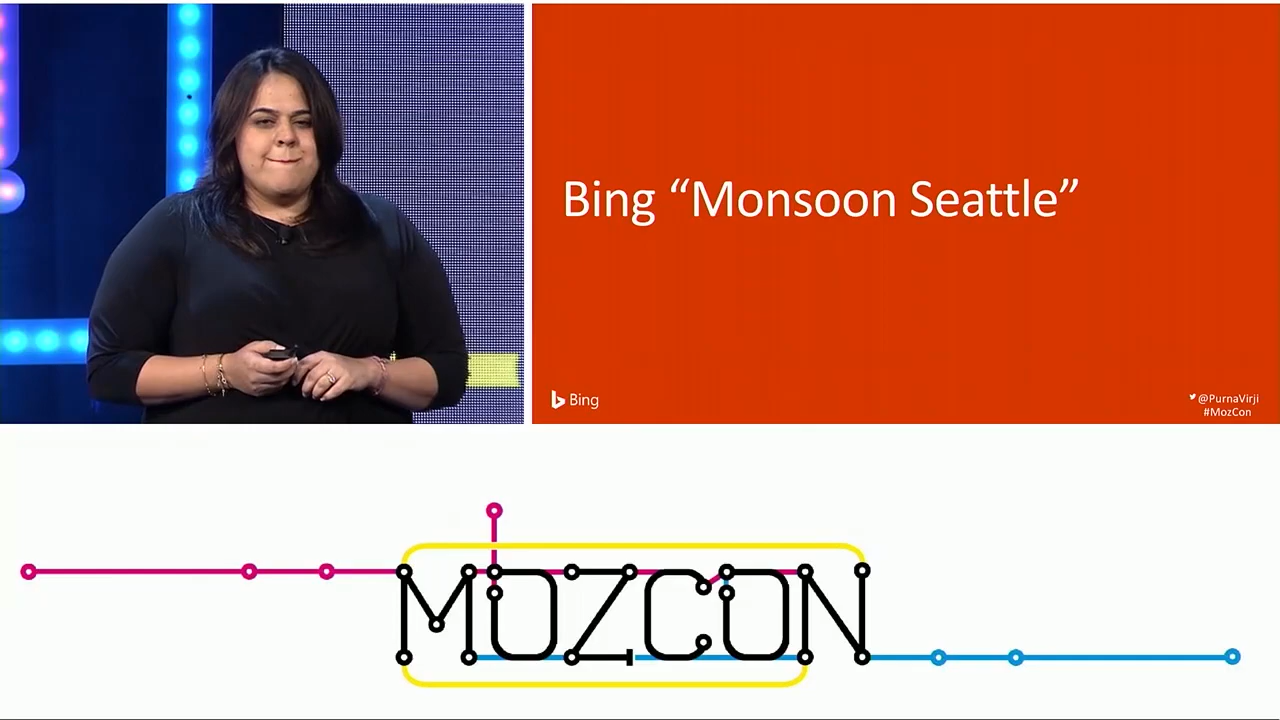 Bing “Monsoon Seattle”
Bing
@PurnaVirji
#MozCon
MOZCON